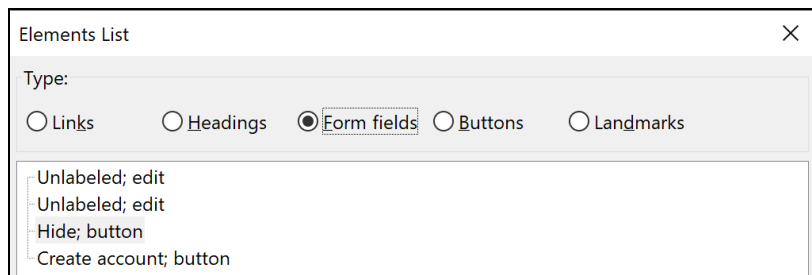 Elements List
Type:
Links Headings Form fields Buttons Landmarks
Unlabeled; edit
Unlabeled; edit
Hide; button
Create account; button